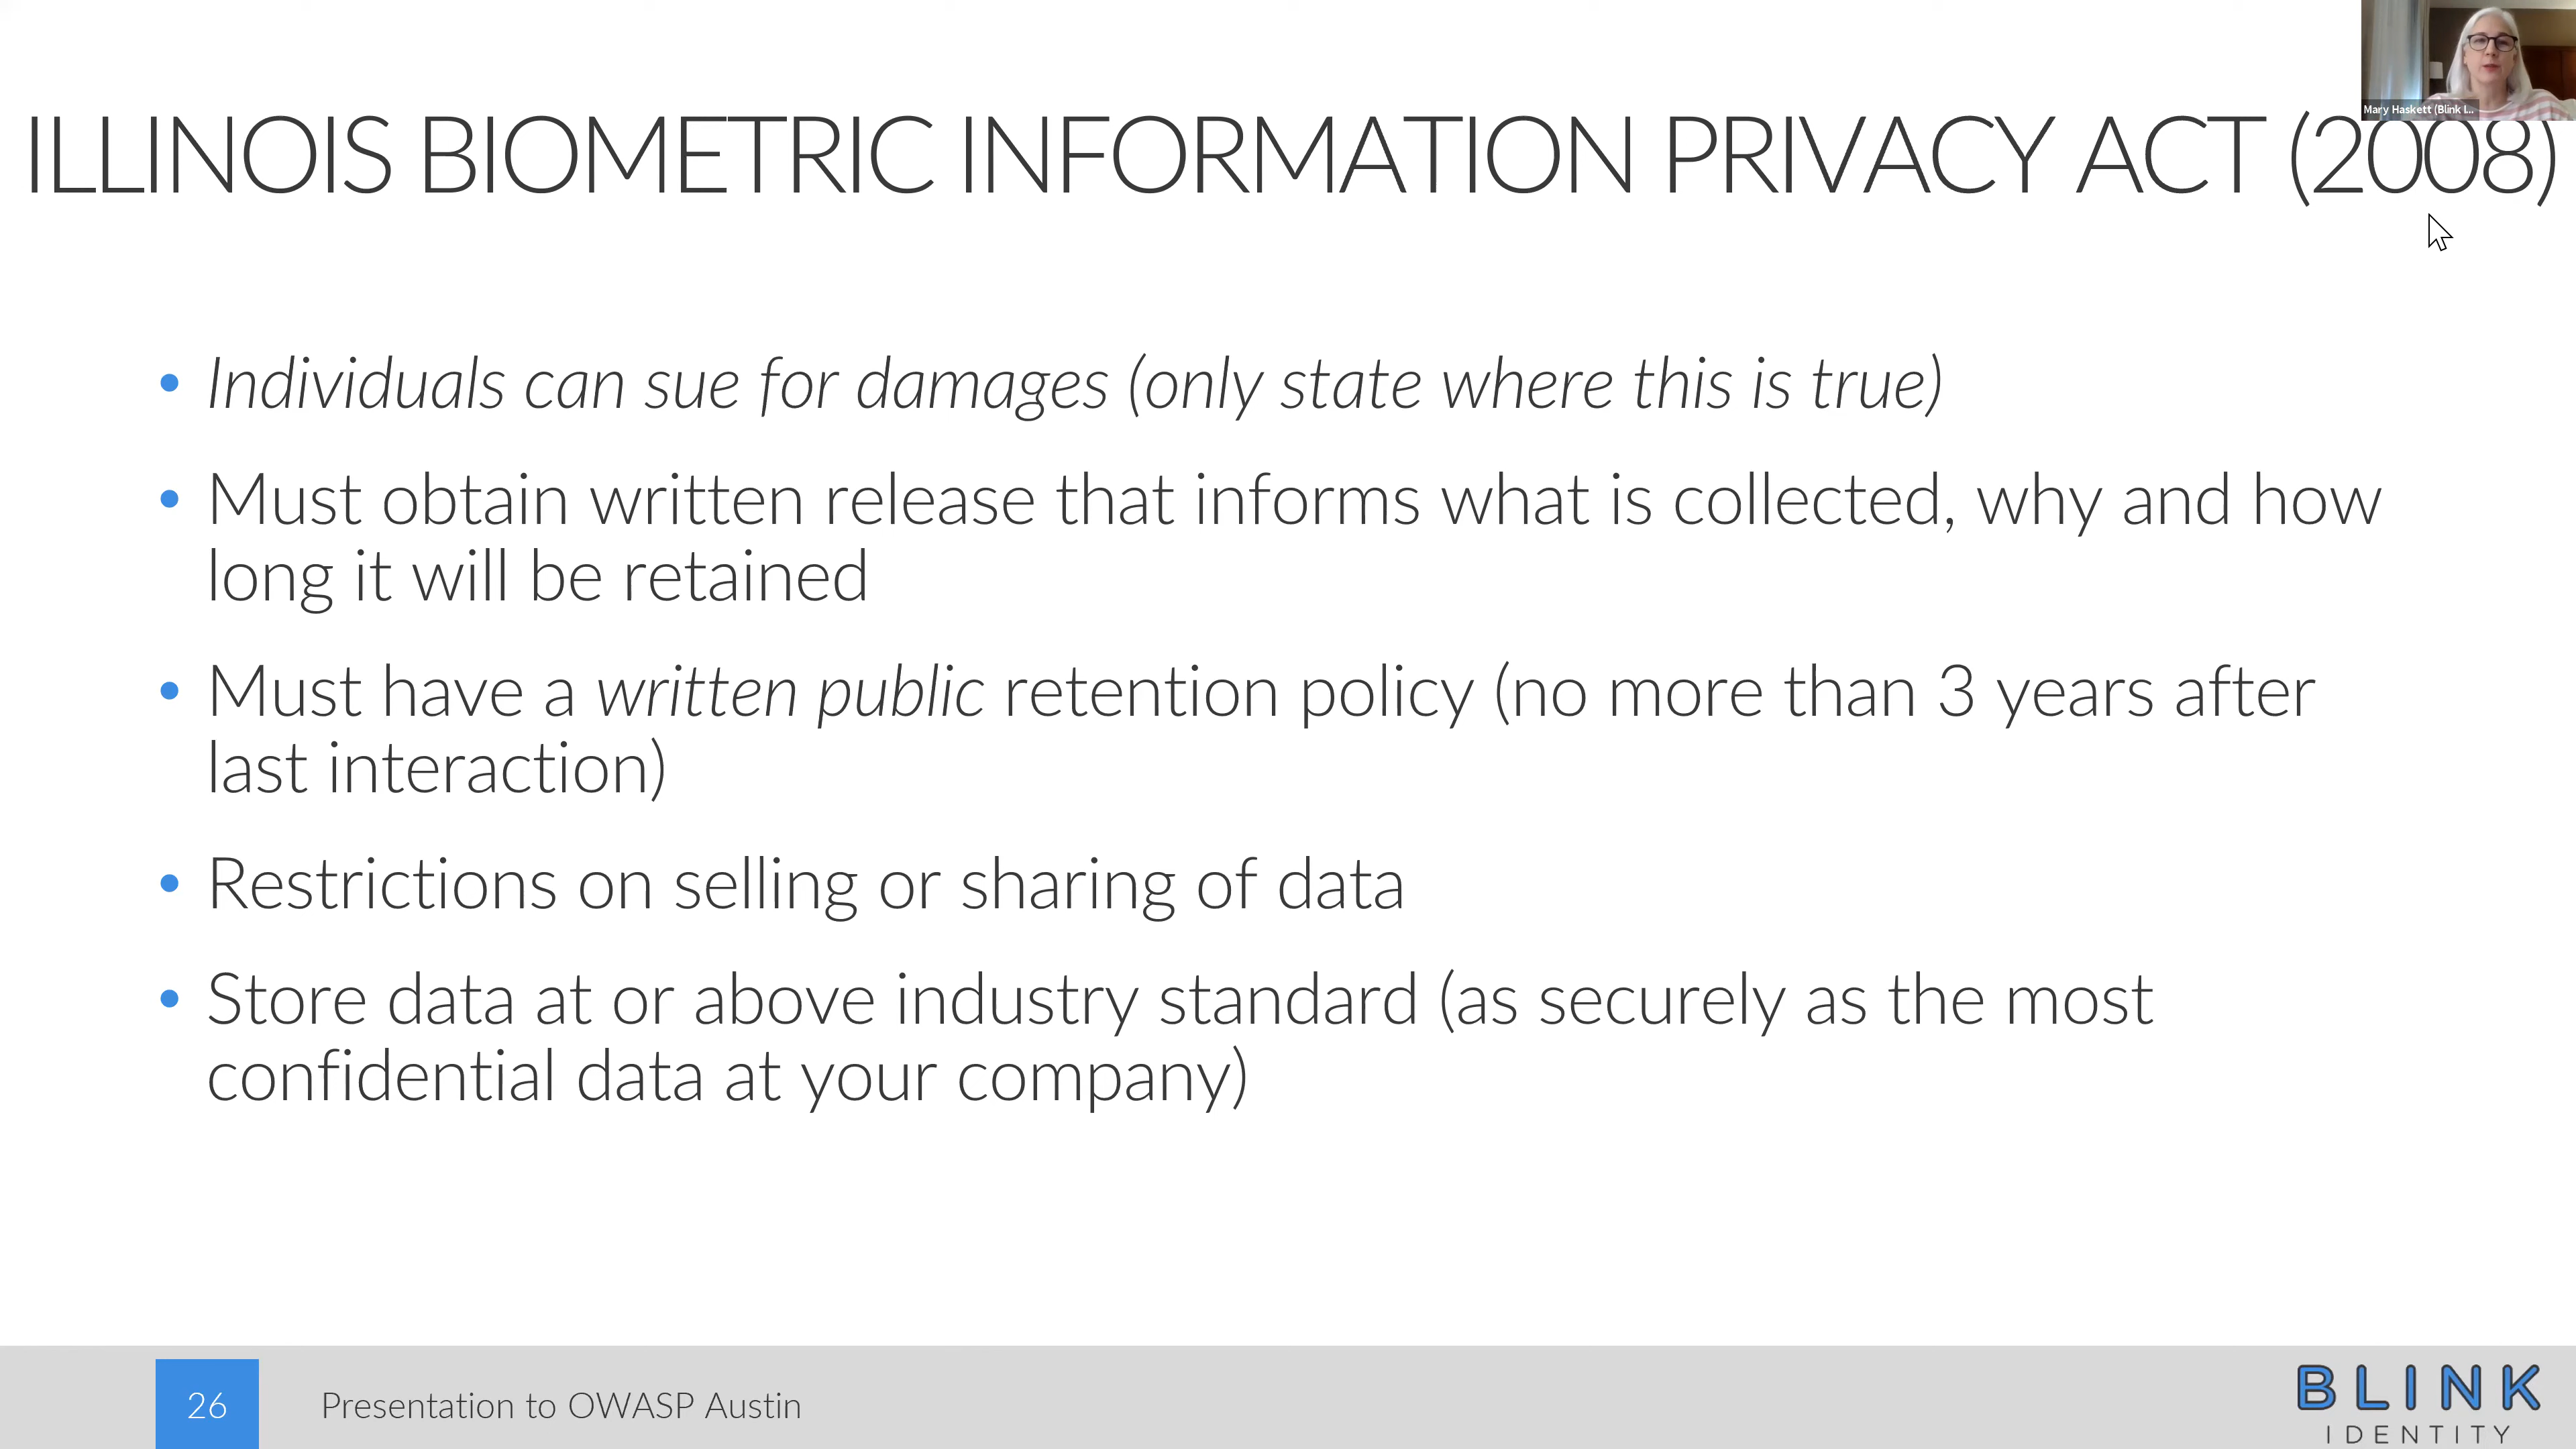 Mary Haskett (Blink I...
ILLINOIS BIOMETRIC INFORMATION PRIVACY ACT (2008)
• Individuals can sue for damages (only state where this is true)
• Must obtain written release that informs what is collected, why and how
long it will be retained
• Must have a written public retention policy (no more than 3 years after
last interaction)
• Restrictions on selling or sharing of data
• Store data at or above industry standard (as securely as the most
confidential data at your company)
26
Presentation to OWASP Austin
BLINK
IDENTITY